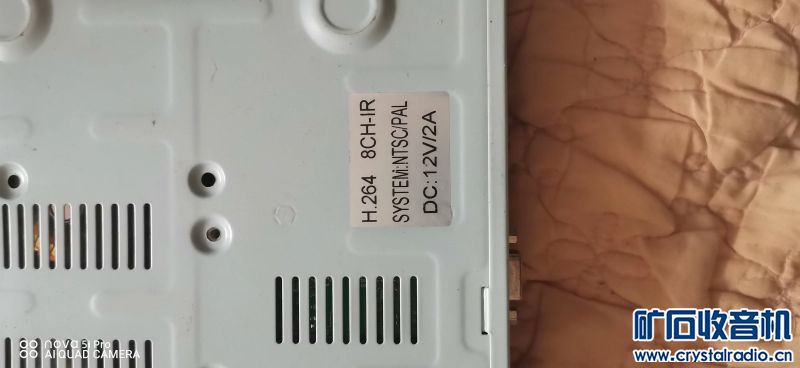 H.264 8CH-IR
SYSTEM:NTSC/PAL
DC:12V/2A
nova 5i Pro
AI QUAD CAMERA
矿石收音机
www.crystalradio.cn